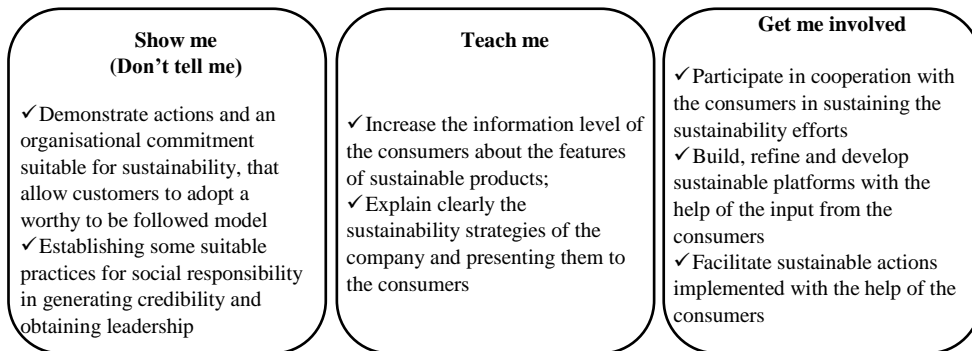 Show me
(Don't tell me)
✓Demonstrate actions and an
organisational commitment
suitable for sustainability, that
allow customers to adopt a
worthy to be followed model
✓Establishing some suitable
practices for social responsibility
in generating credibility and
obtaining leadership
Teach me
✓Increase the information level of
the consumers about the features
of sustainable products;
✓Explain clearly the
sustainability strategies of the
company and presenting them to
the consumers
Get me involved
✓Participate in cooperation with
the consumers in sustaining the
sustainability efforts
✓Build, refine and develop
sustainable platforms with the
help of the input from the
consumers
✓Facilitate sustainable actions
implemented with the help of the
consumers